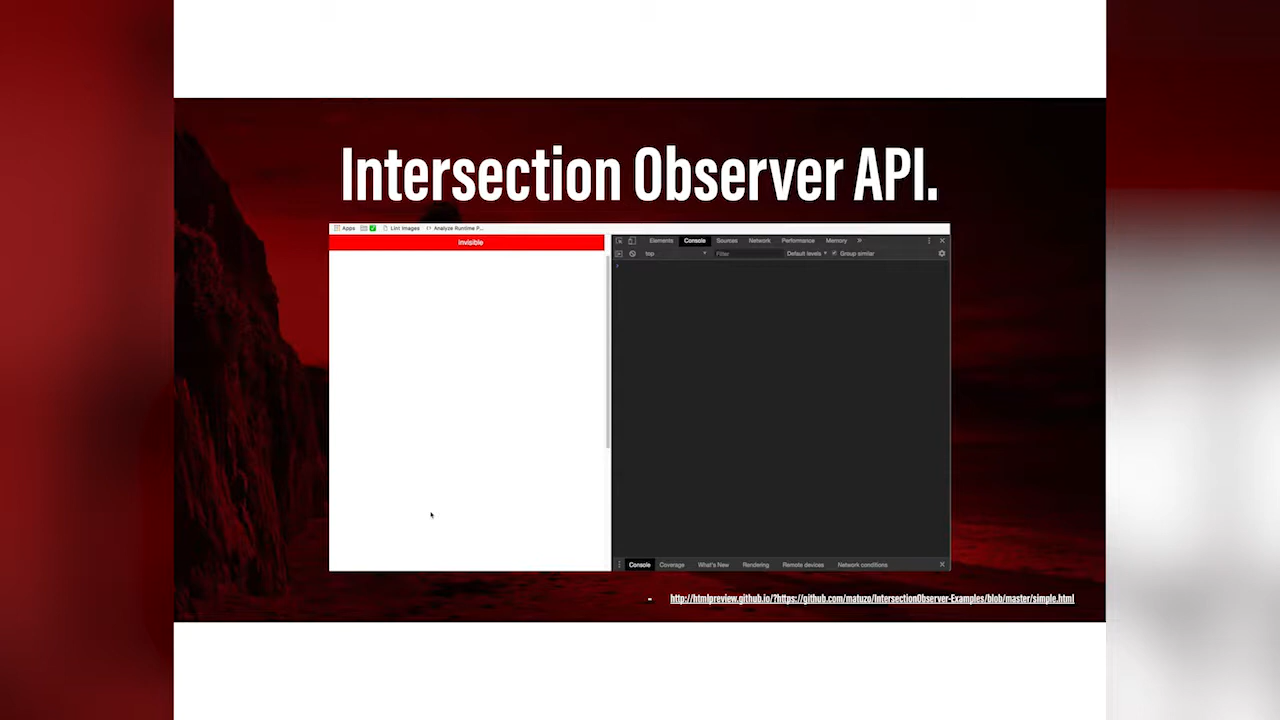 Intersection Observer API.
Apps Lint Images Analyze Runtime P...
invisible
Elements Console Sources Network Performance Memory »
top Filter Default levels Group similar
Console Coverage What's New Rendering Remote devices Network conditions
- http://htmlpreview.github.io/?https://github.com/matuzo/IntersectionObserver-Examples/blob/master/simple.html